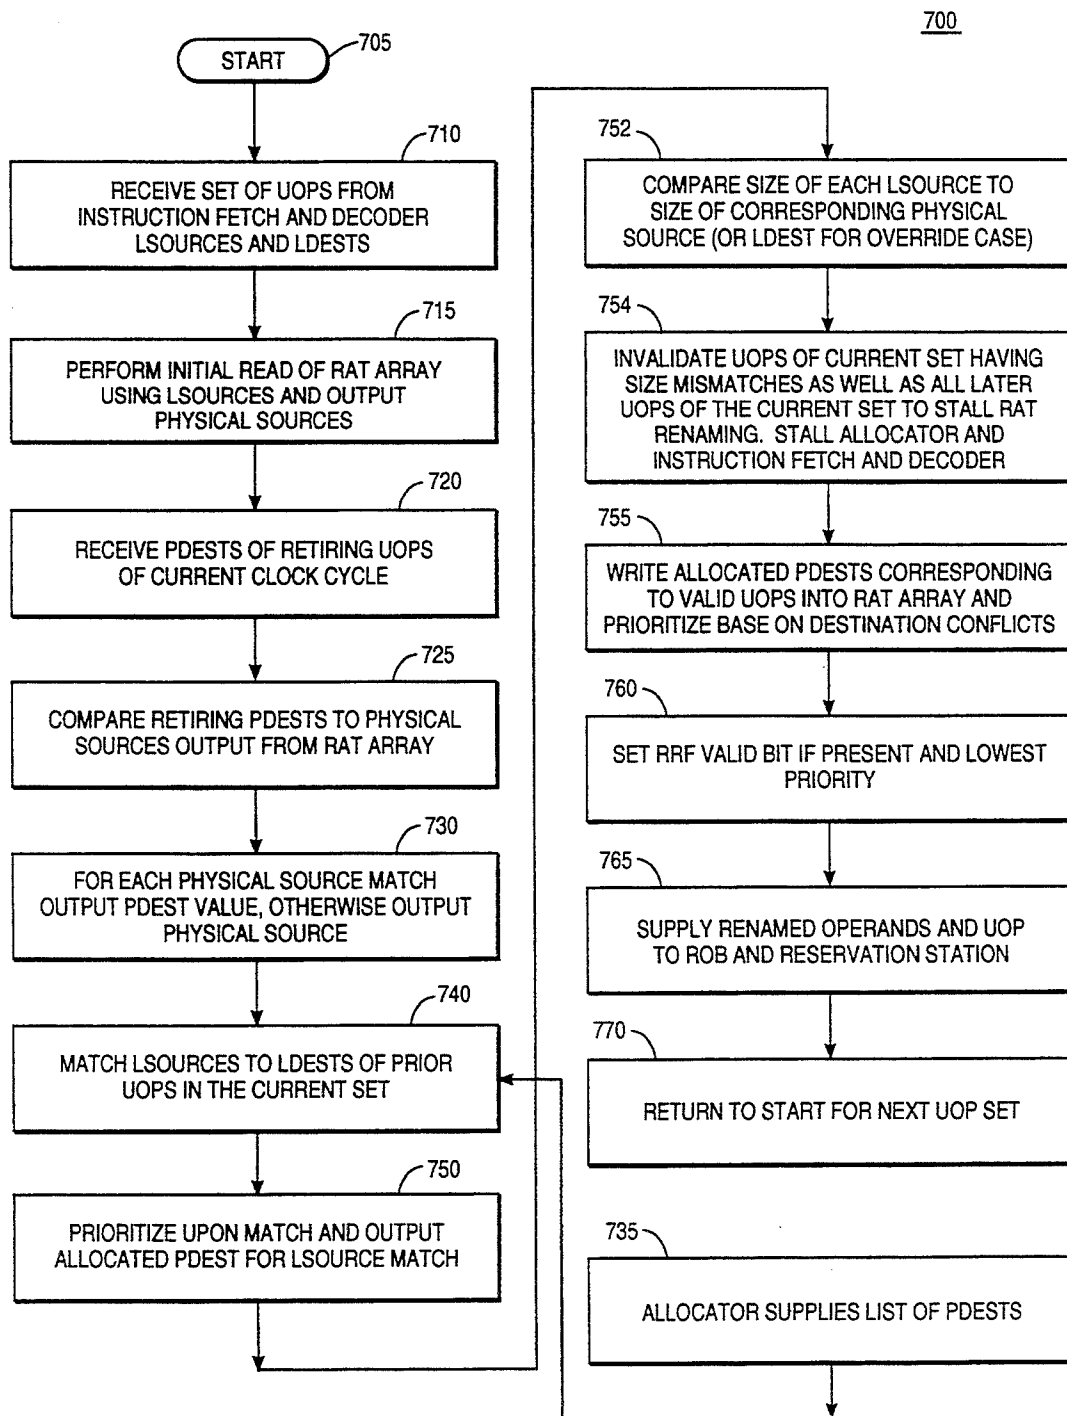 700
START
705
710
RECEIVE SET OF UOPS FROM
INSTRUCTION FETCH AND DECODER
LSOURCES AND LDESTS
715
PERFORM INITIAL READ OF RAT ARRAY
USING LSOURCES AND OUTPUT
PHYSICAL SOURCES
720
RECEIVE PDESTS OF RETIRING UOPS
OF CURRENT CLOCK CYCLE
725
COMPARE RETIRING PDESTS TO PHYSICAL
SOURCES OUTPUT FROM RAT ARRAY
730
FOR EACH PHYSICAL SOURCE MATCH
OUTPUT PDEST VALUE, OTHERWISE OUTPUT
PHYSICAL SOURCE
740
MATCH LSOURCES TO LDESTS OF PRIOR
UOPS IN THE CURRENT SET
750
PRIORITIZE UPON MATCH AND OUTPUT
ALLOCATED PDEST FOR LSOURCE MATCH
752
COMPARE SIZE OF EACH LSOURCE TO
SIZE OF CORRESPONDING PHYSICAL
SOURCE (OR LDEST FOR OVERRIDE CASE)
754
INVALIDATE UOPS OF CURRENT SET HAVING
SIZE MISMATCHES AS WELL AS ALL LATER
UOPS OF THE CURRENT SET TO STALL RAT
RENAMING. STALL ALLOCATOR AND
INSTRUCTION FETCH AND DECODER
755
WRITE ALLOCATED PDESTS CORRESPONDING
TO VALID UOPS INTO RAT ARRAY AND
PRIORITIZE BASE ON DESTINATION CONFLICTS
760
SET RRF VALID BIT IF PRESENT AND LOWEST
PRIORITY
765
SUPPLY RENAMED OPERANDS AND UOP
TO ROB AND RESERVATION STATION
770
RETURN TO START FOR NEXT UOP SET
735
ALLOCATOR SUPPLIES LIST OF PDESTS